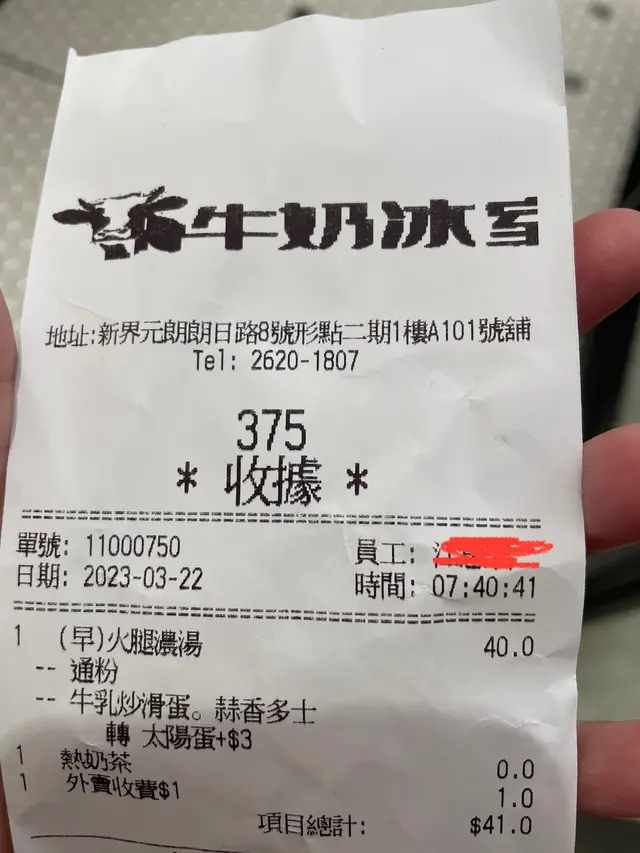 牛奶冰室
地址:新界元朗朗日路8號形點二期1樓A101號舖
Tel: 2620-1807
375
* 收據 *
單號: 11000750
員工:
日期: 2023-03-22
時間: 07:40:41
1 (早)火腿濃湯 40.0
-- 通粉
-- 牛乳炒滑蛋。蒜香多士
轉 太陽蛋+$3
1 熱奶茶 0.0
1 外賣收費$1 1.0
項目總計: $41.0